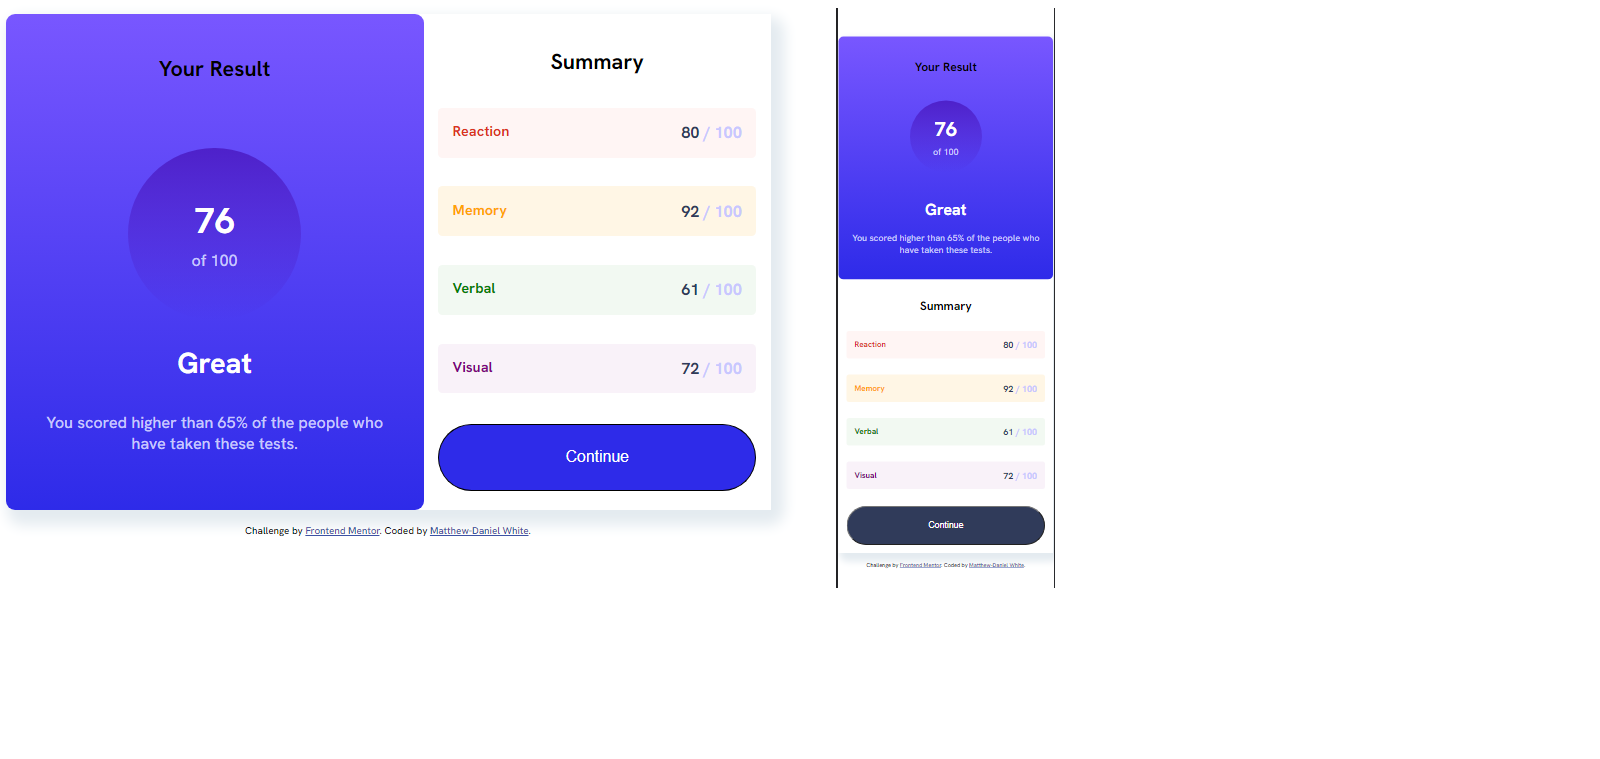 Your Result
76
of 100
Great
You scored higher than 65% of the people who
have taken these tests.
Summary
Reaction 80 / 100
Memory 92 / 100
Verbal 61 / 100
Visual 72 / 100
Continue
Challenge by Frontend Mentor. Coded by Matthew-Daniel White.
Your Result
76
of 100
Great
You scored higher than 65% of the people who
have taken these tests.
Summary
Reaction 80 / 100
Memory 92 / 100
Verbal 61 / 100
Visual 72 / 100
Continue
Challenge by Frontend Mentor. Coded by Matthew-Daniel White.